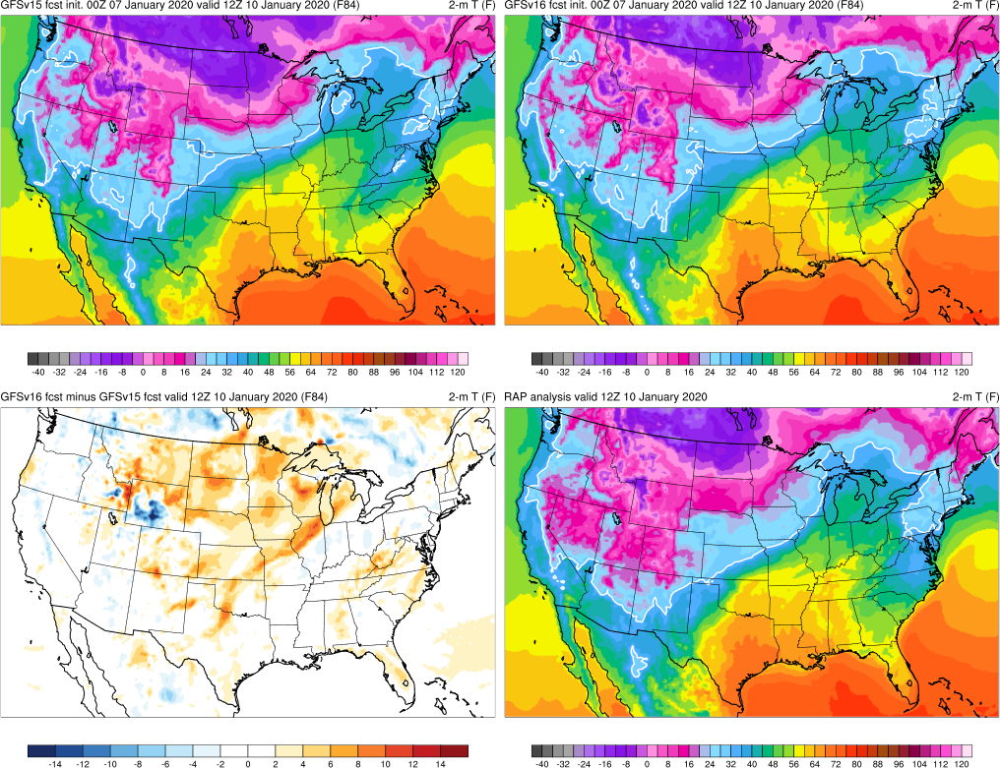 GFSv15 fcst init. 00Z 07 January 2020 valid 12Z 10 January 2020 (F84) 2-m T (F)
GFSv16 fcst init. 00Z 07 January 2020 valid 12Z 10 January 2020 (F84) 2-m T (F)
-40 -32 -24 -16 -8 0 8 16 24 32 40 48 56 64 72 80 88 96 104 112 120
-40 -32 -24 -16 -8 0 8 16 24 32 40 48 56 64 72 80 88 96 104 112 120
GFSv16 fcst minus GFSv15 fcst valid 12Z 10 January 2020 (F84) 2-m T (F)
RAP analysis valid 12Z 10 January 2020 2-m T (F)
-14 -12 -10 -8 -6 -4 -2 0 2 4 6 8 10 12 14
-40 -32 -24 -16 -8 0 8 16 24 32 40 48 56 64 72 80 88 96 104 112 120